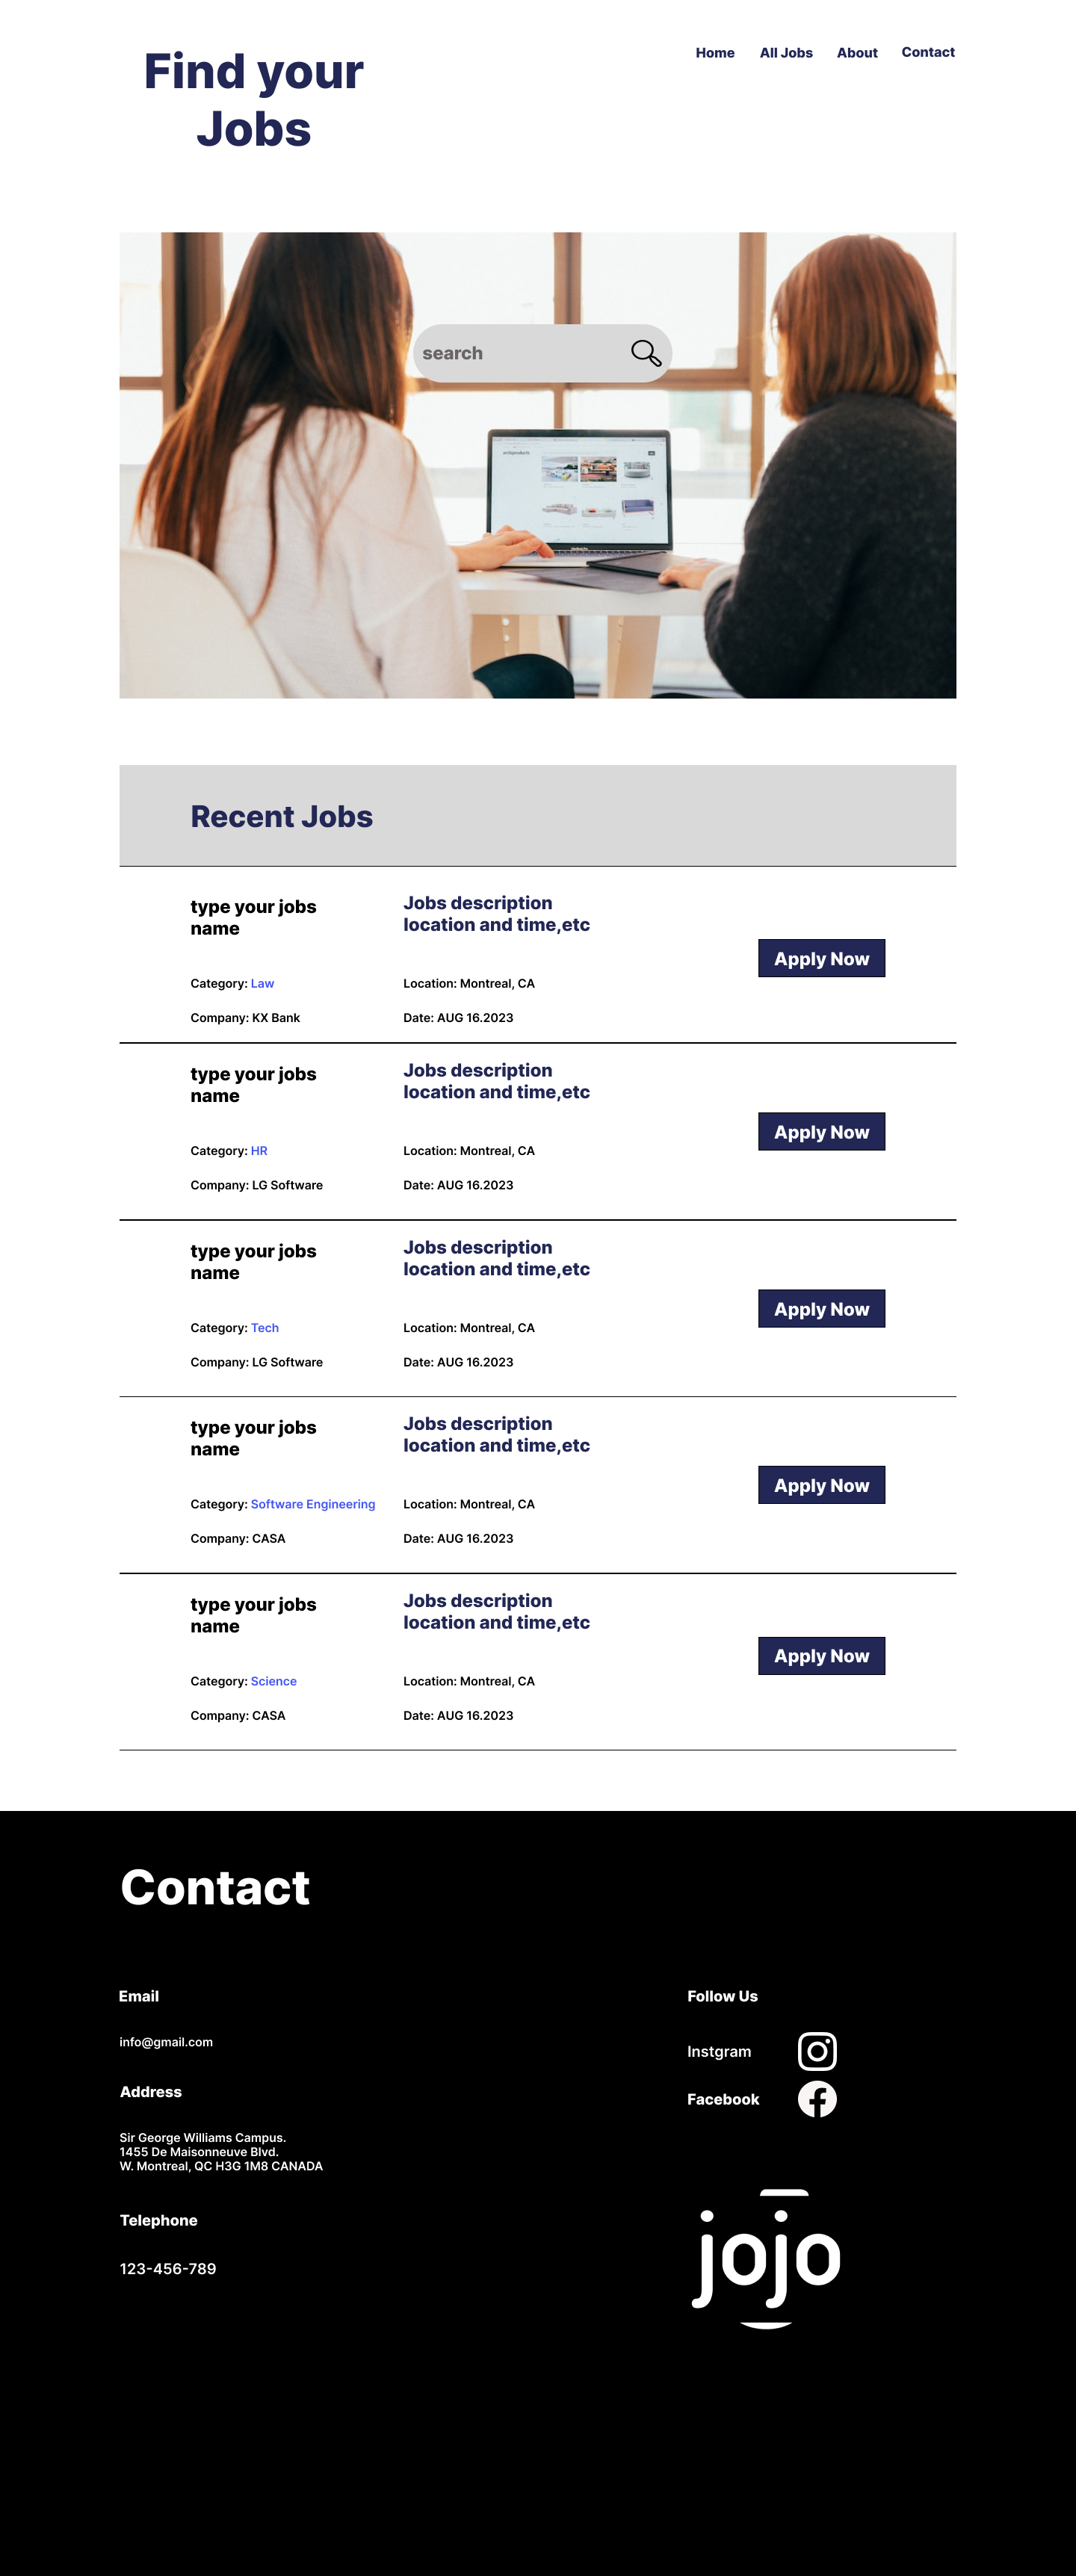 Find your
Jobs
Home
All Jobs
About
Contact
search
Recent Jobs
type your jobs
name
Jobs description
location and time,etc
Apply Now
Category: Law
Location: Montreal, CA
Company: KX Bank
Date: AUG 16.2023
type your jobs
name
Jobs description
location and time,etc
Apply Now
Category: HR
Location: Montreal, CA
Company: LG Software
Date: AUG 16.2023
type your jobs
name
Jobs description
location and time,etc
Apply Now
Category: Tech
Location: Montreal, CA
Company: LG Software
Date: AUG 16.2023
type your jobs
name
Jobs description
location and time,etc
Apply Now
Category: Software Engineering
Location: Montreal, CA
Company: CASA
Date: AUG 16.2023
type your jobs
name
Jobs description
location and time,etc
Apply Now
Category: Science
Location: Montreal, CA
Company: CASA
Date: AUG 16.2023
Contact
Email
info@gmail.com
Address
Sir George Williams Campus.
1455 De Maisonneuve Blvd.
W. Montreal, QC H3G 1M8 CANADA
Telephone
123-456-789
Follow Us
Instgram
Facebook
jojo